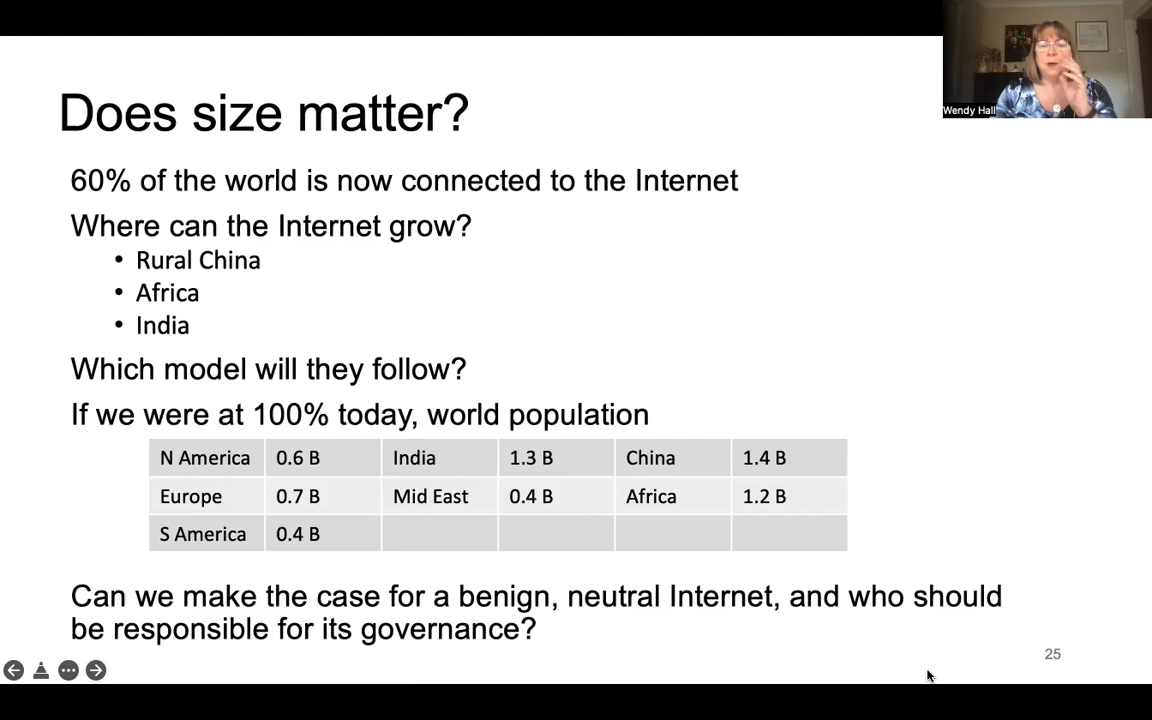 Wendy Hall
Does size matter?
60% of the world is now connected to the Internet
Where can the Internet grow?
• Rural China
• Africa
• India
Which model will they follow?
If we were at 100% today, world population
N America 0.6 B India 1.3 B China 1.4 B
Europe 0.7 B Mid East 0.4 B Africa 1.2 B
S America 0.4 B
Can we make the case for a benign, neutral Internet, and who should
be responsible for its governance?
25